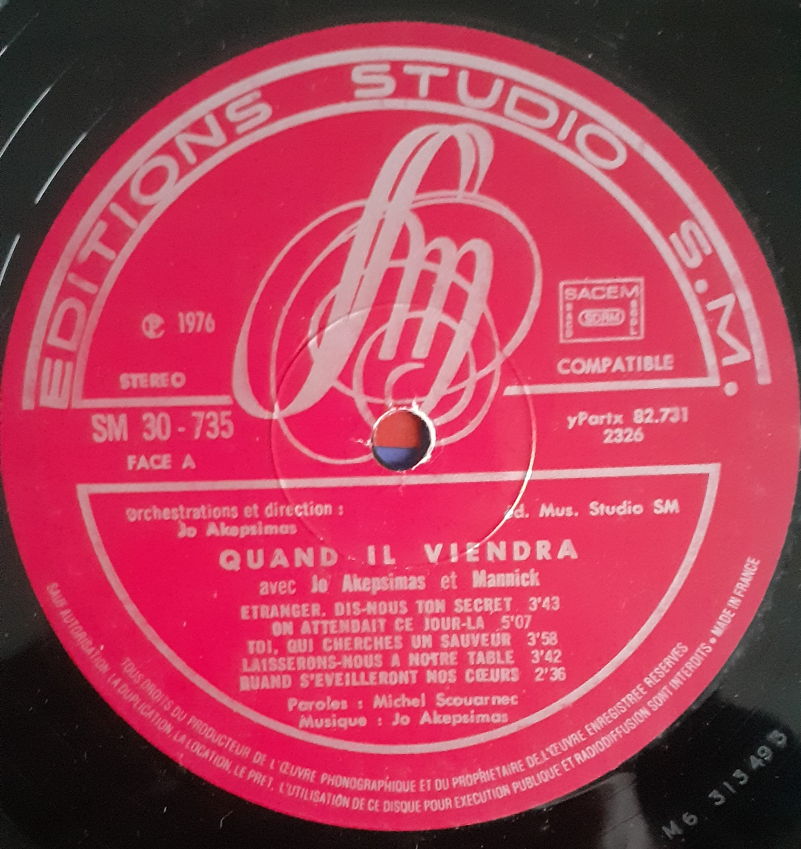 EDITIONS STUDIO S.M.
sm
℗ 1976
STEREO
SACEM
SACD SDRM SGDL
COMPATIBLE
SM 30-735
FACE A
yPartx 82.731
2326
Orchestrations et direction :
Jo Akepsimas
Ed. Mus. Studio SM
QUAND IL VIENDRA
avec Jo Akepsimas et Mannick
ETRANGER, DIS-NOUS TON SECRET 3'43
ON ATTENDAIT CE JOUR-LA 5'07
TOI, QUI CHERCHES UN SAUVEUR 3'58
LAISSERONS-NOUS A NOTRE TABLE 3'42
QUAND S'EVEILLERONT NOS CŒURS 2'36
Paroles : Michel Scouarnec
Musique : Jo Akepsimas
TOUS DROITS DU PRODUCTEUR DE L'ŒUVRE PHONOGRAPHIQUE ET DU PROPRIETAIRE DE L'ŒUVRE ENREGISTREE RESERVES
SAUF AUTORISATION, LA DUPLICATION, LA LOCATION, LE PRET, L'UTILISATION DE CE DISQUE POUR EXECUTION PUBLIQUE ET RADIODIFFUSION SONT INTERDITS • MADE IN FRANCE
M6 313493